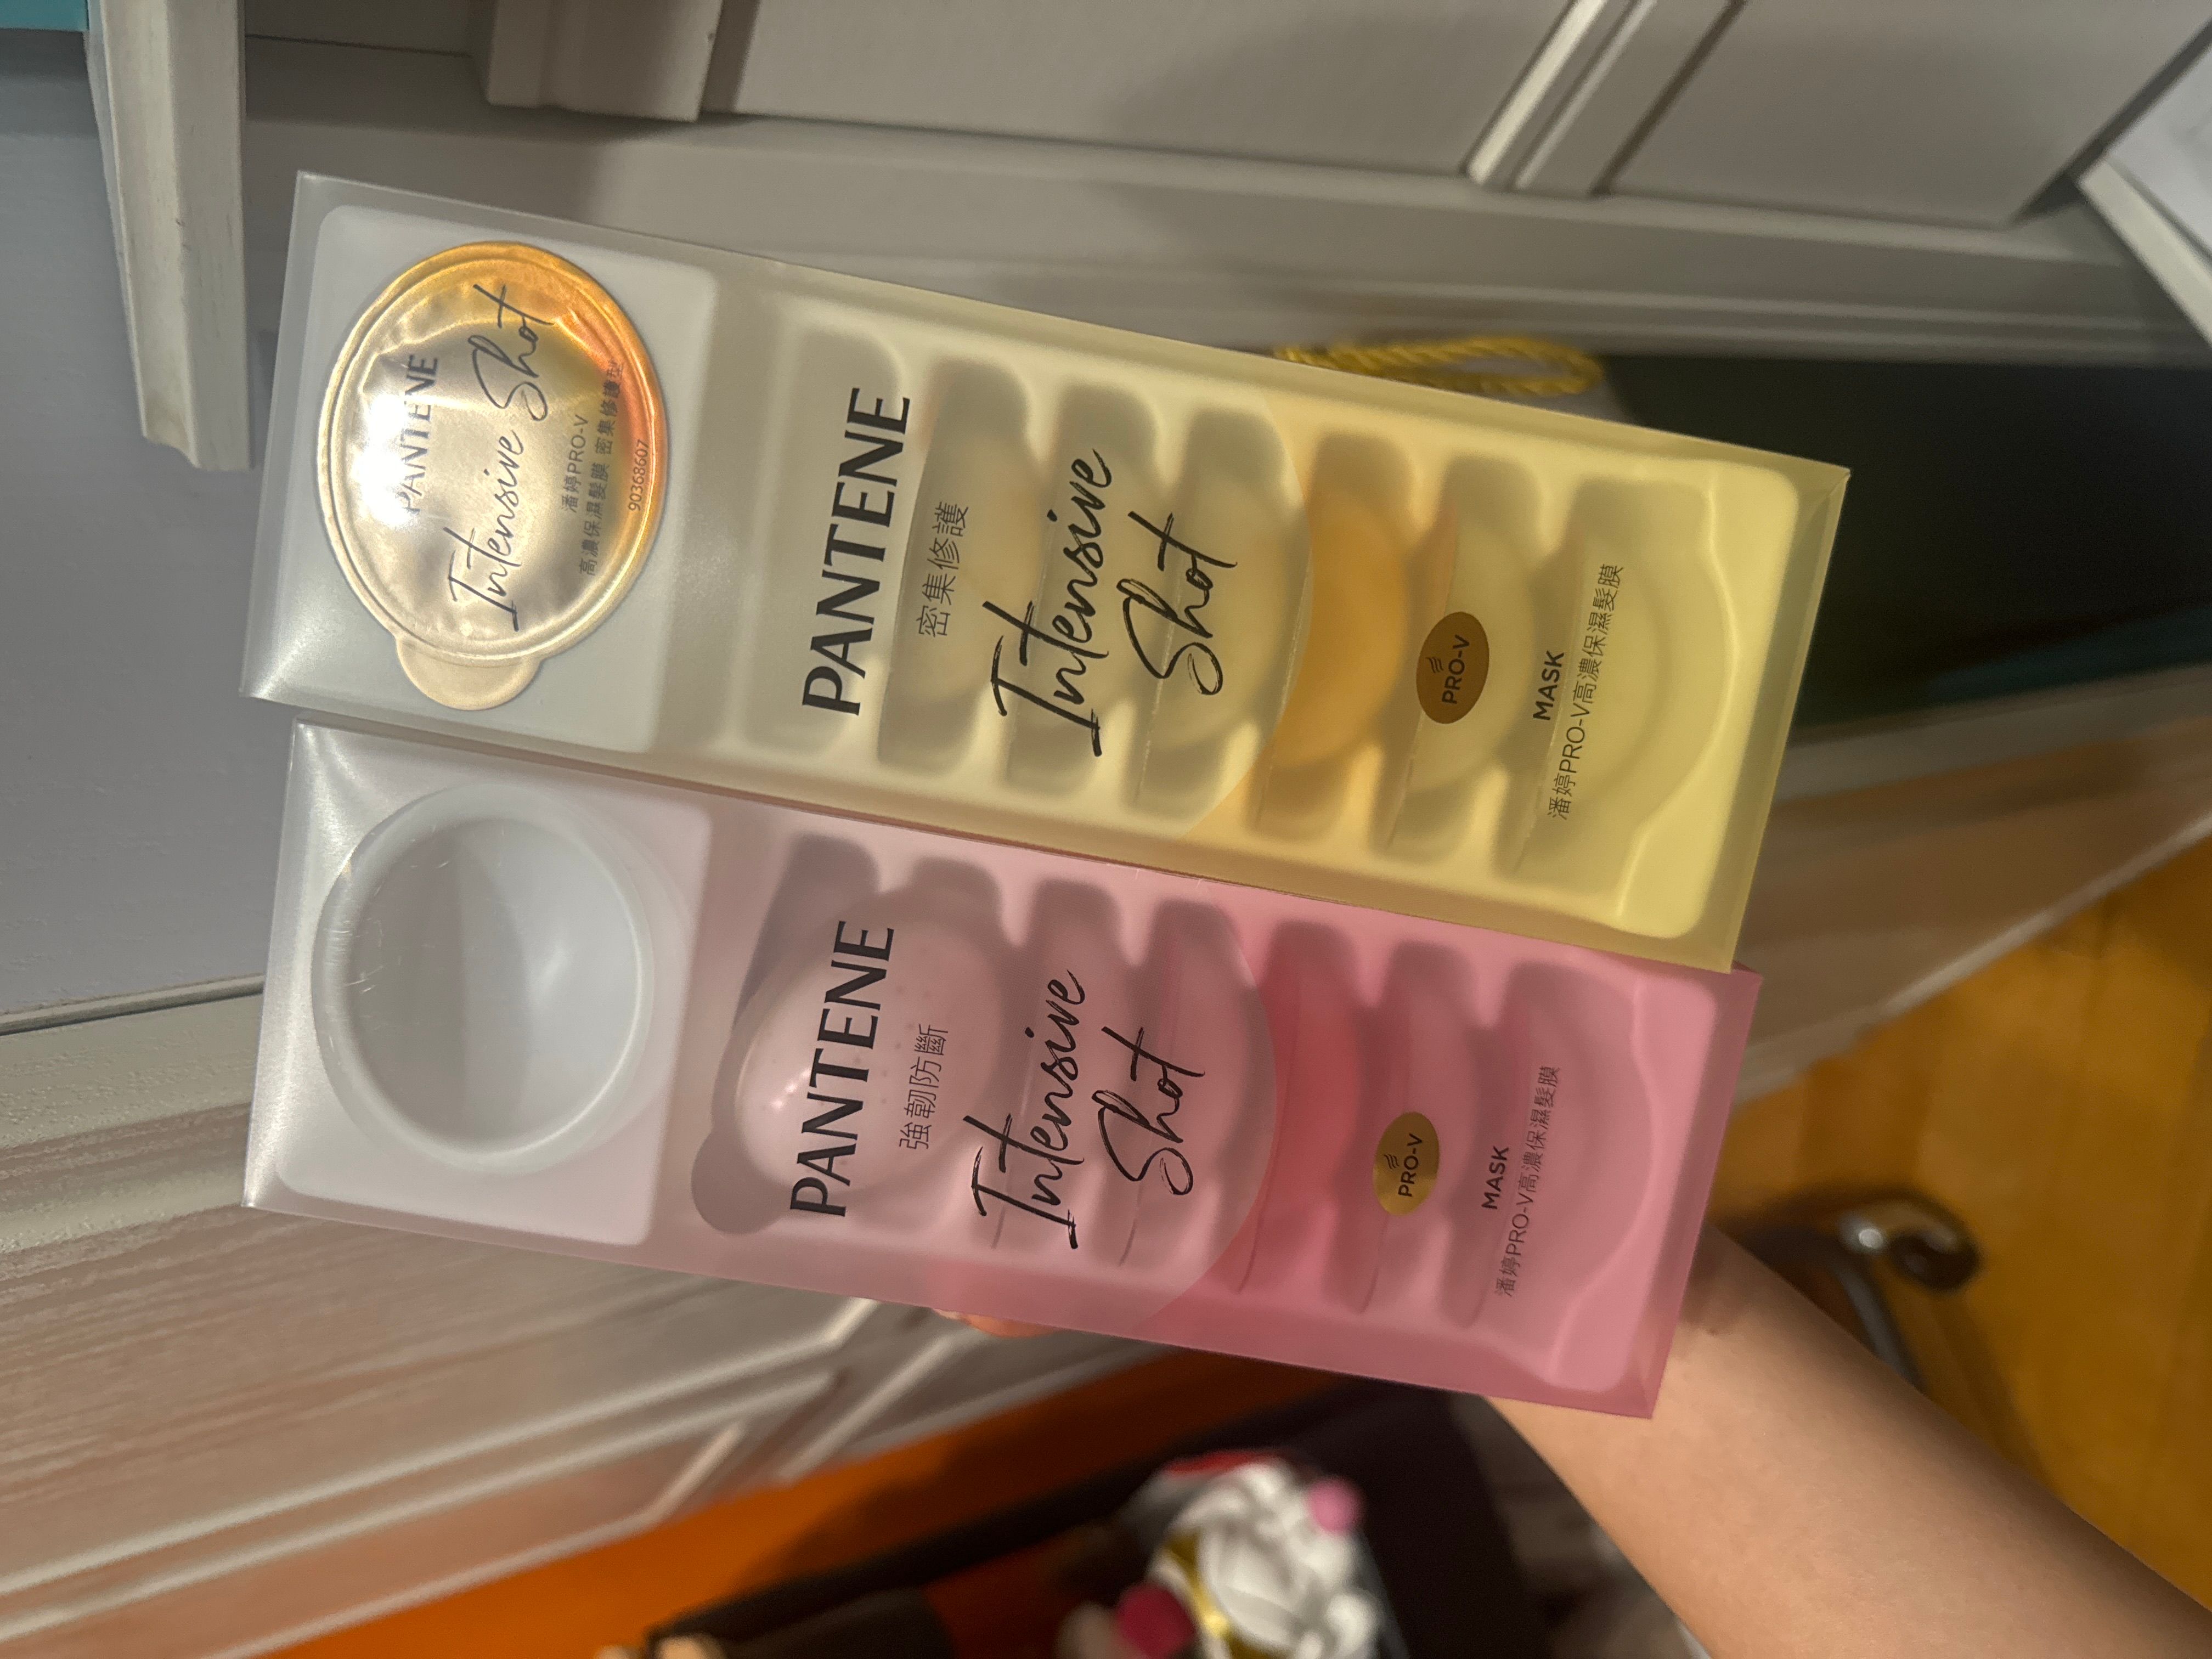 PANTENE
Intensive Shot
潘婷PRO-V
高濃保濕髮膜 密集修護型
90368607
PANTENE
密集修護
Intensive
Shot
PRO-V
MASK
潘婷PRO-V高濃保濕髮膜
PANTENE
強韌防斷
Intensive
Shot
PRO-V
MASK
潘婷PRO-V高濃保濕髮膜